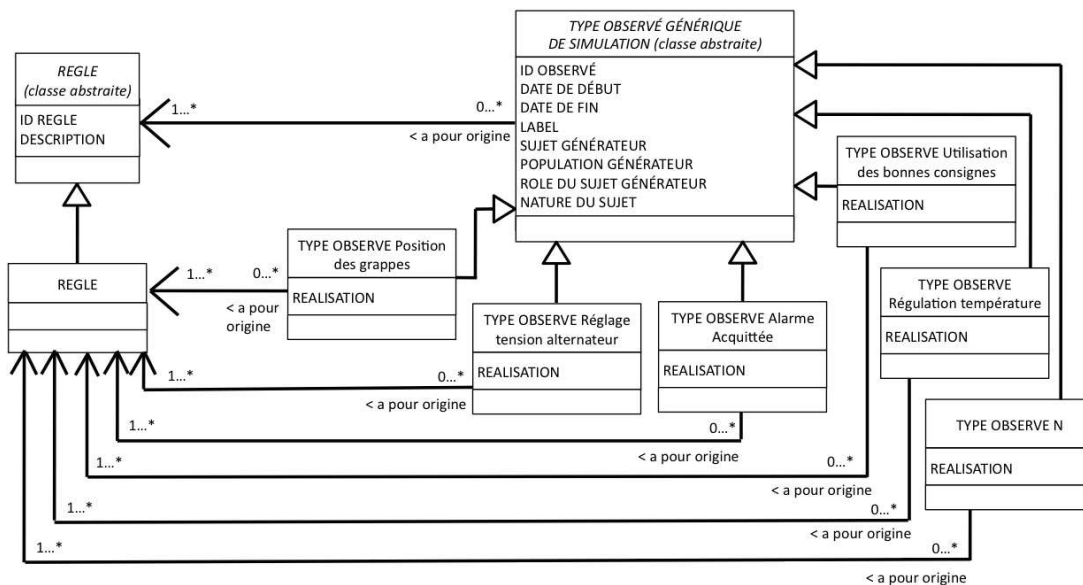 TYPE OBSERVÉ GÉNÉRIQUE
DE SIMULATION (classe abstraite)
ID OBSERVÉ
DATE DE DÉBUT
DATE DE FIN
LABEL
SUJET GÉNÉRATEUR
POPULATION GÉNÉRATEUR
ROLE DU SUJET GÉNÉRATEUR
NATURE DU SUJET
REGLE
(classe abstraite)
ID REGLE
DESCRIPTION
1...*
0...*
< a pour origine
TYPE OBSERVE Utilisation
des bonnes consignes
REALISATION
TYPE OBSERVE Position
des grappes
REALISATION
REGLE
1...*
0...*
< a pour
origine
TYPE OBSERVE
Régulation température
REALISATION
TYPE OBSERVE Réglage
tension alternateur
REALISATION
TYPE OBSERVE Alarme
Acquittée
REALISATION
1...*
0...*
< a pour origine
TYPE OBSERVE N
REALISATION
1...*
0...*
< a pour origine
1...*
0...*
< a pour origine
1...*
0...*
< a pour origine
1...*
0...*
< a pour origine